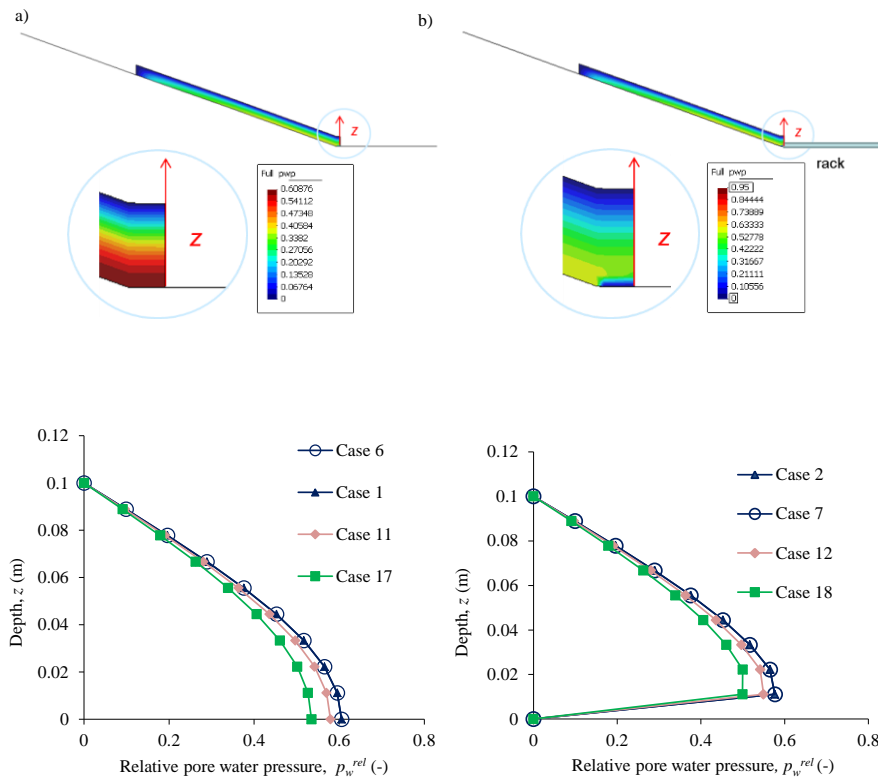 a)
b)
z
z
rack
z
Full pwp
0.60876
0.54112
0.47348
0.40584
0.3382
0.27056
0.20292
0.13528
0.06764
0
z
Full pwp
0.95
0.84444
0.73889
0.63333
0.52778
0.42222
0.31667
0.21111
0.10556
0
0.12
0.1
0.08
0.06
0.04
0.02
0
Depth, z (m)
Case 6
Case 1
Case 11
Case 17
0
0.2
0.4
0.6
0.8
Relative pore water pressure, p_w^rel (-)
0.12
0.1
0.08
0.06
0.04
0.02
0
Depth, z (m)
Case 2
Case 7
Case 12
Case 18
0
0.2
0.4
0.6
0.8
Relative pore water pressure, p_w^rel (-)